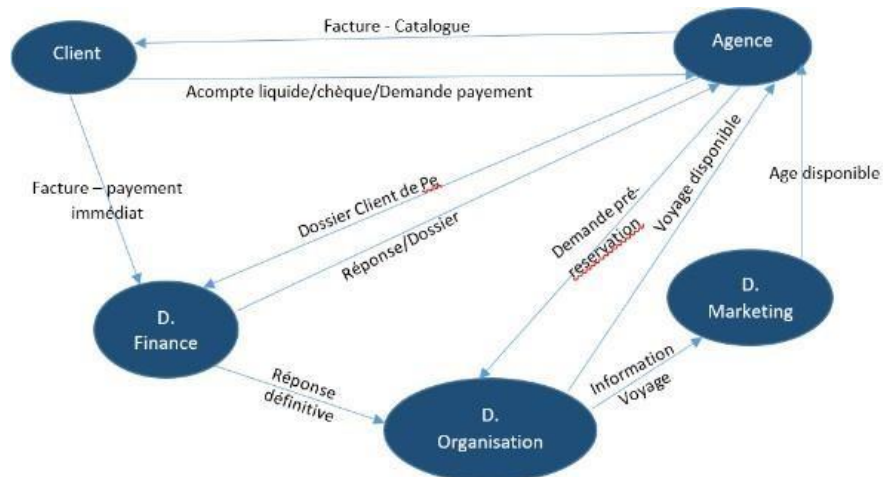 Facture - Catalogue
Client
Agence
Acompte liquide/chèque/Demande payement
Facture – payement
immédiat
Dossier Client de Pe
Réponse/Dossier
Demande pré-
reservation
Voyage disponible
Age disponible
D.
Marketing
D.
Finance
Réponse
définitive
Information
Voyage
D.
Organisation